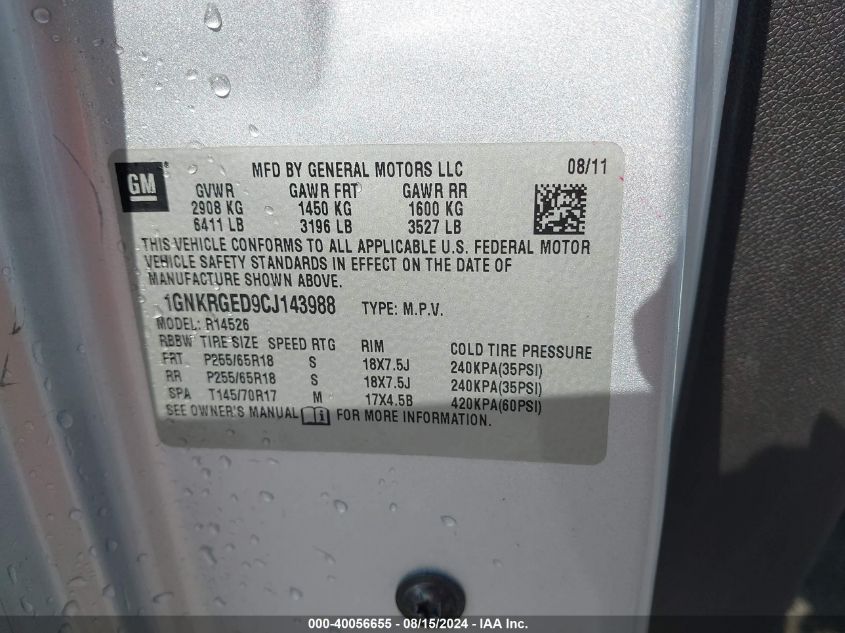 GM
MFD BY GENERAL MOTORS LLC 08/11
GVWR GAWR FRT GAWR RR
2908 KG 1450 KG 1600 KG
6411 LB 3196 LB 3527 LB
THIS VEHICLE CONFORMS TO ALL APPLICABLE U.S. FEDERAL MOTOR
VEHICLE SAFETY STANDARDS IN EFFECT ON THE DATE OF
MANUFACTURE SHOWN ABOVE.
1GNKRGED9CJ143988 TYPE: M.P.V.
MODEL: R14526
RBBW TIRE SIZE SPEED RTG RIM COLD TIRE PRESSURE
FRT P255/65R18 S 18X7.5J 240KPA(35PSI)
RR P255/65R18 S 18X7.5J 240KPA(35PSI)
SPA T145/70R17 M 17X4.5B 420KPA(60PSI)
SEE OWNER'S MANUAL FOR MORE INFORMATION.
000-40056655 - 08/15/2024 - IAA Inc.